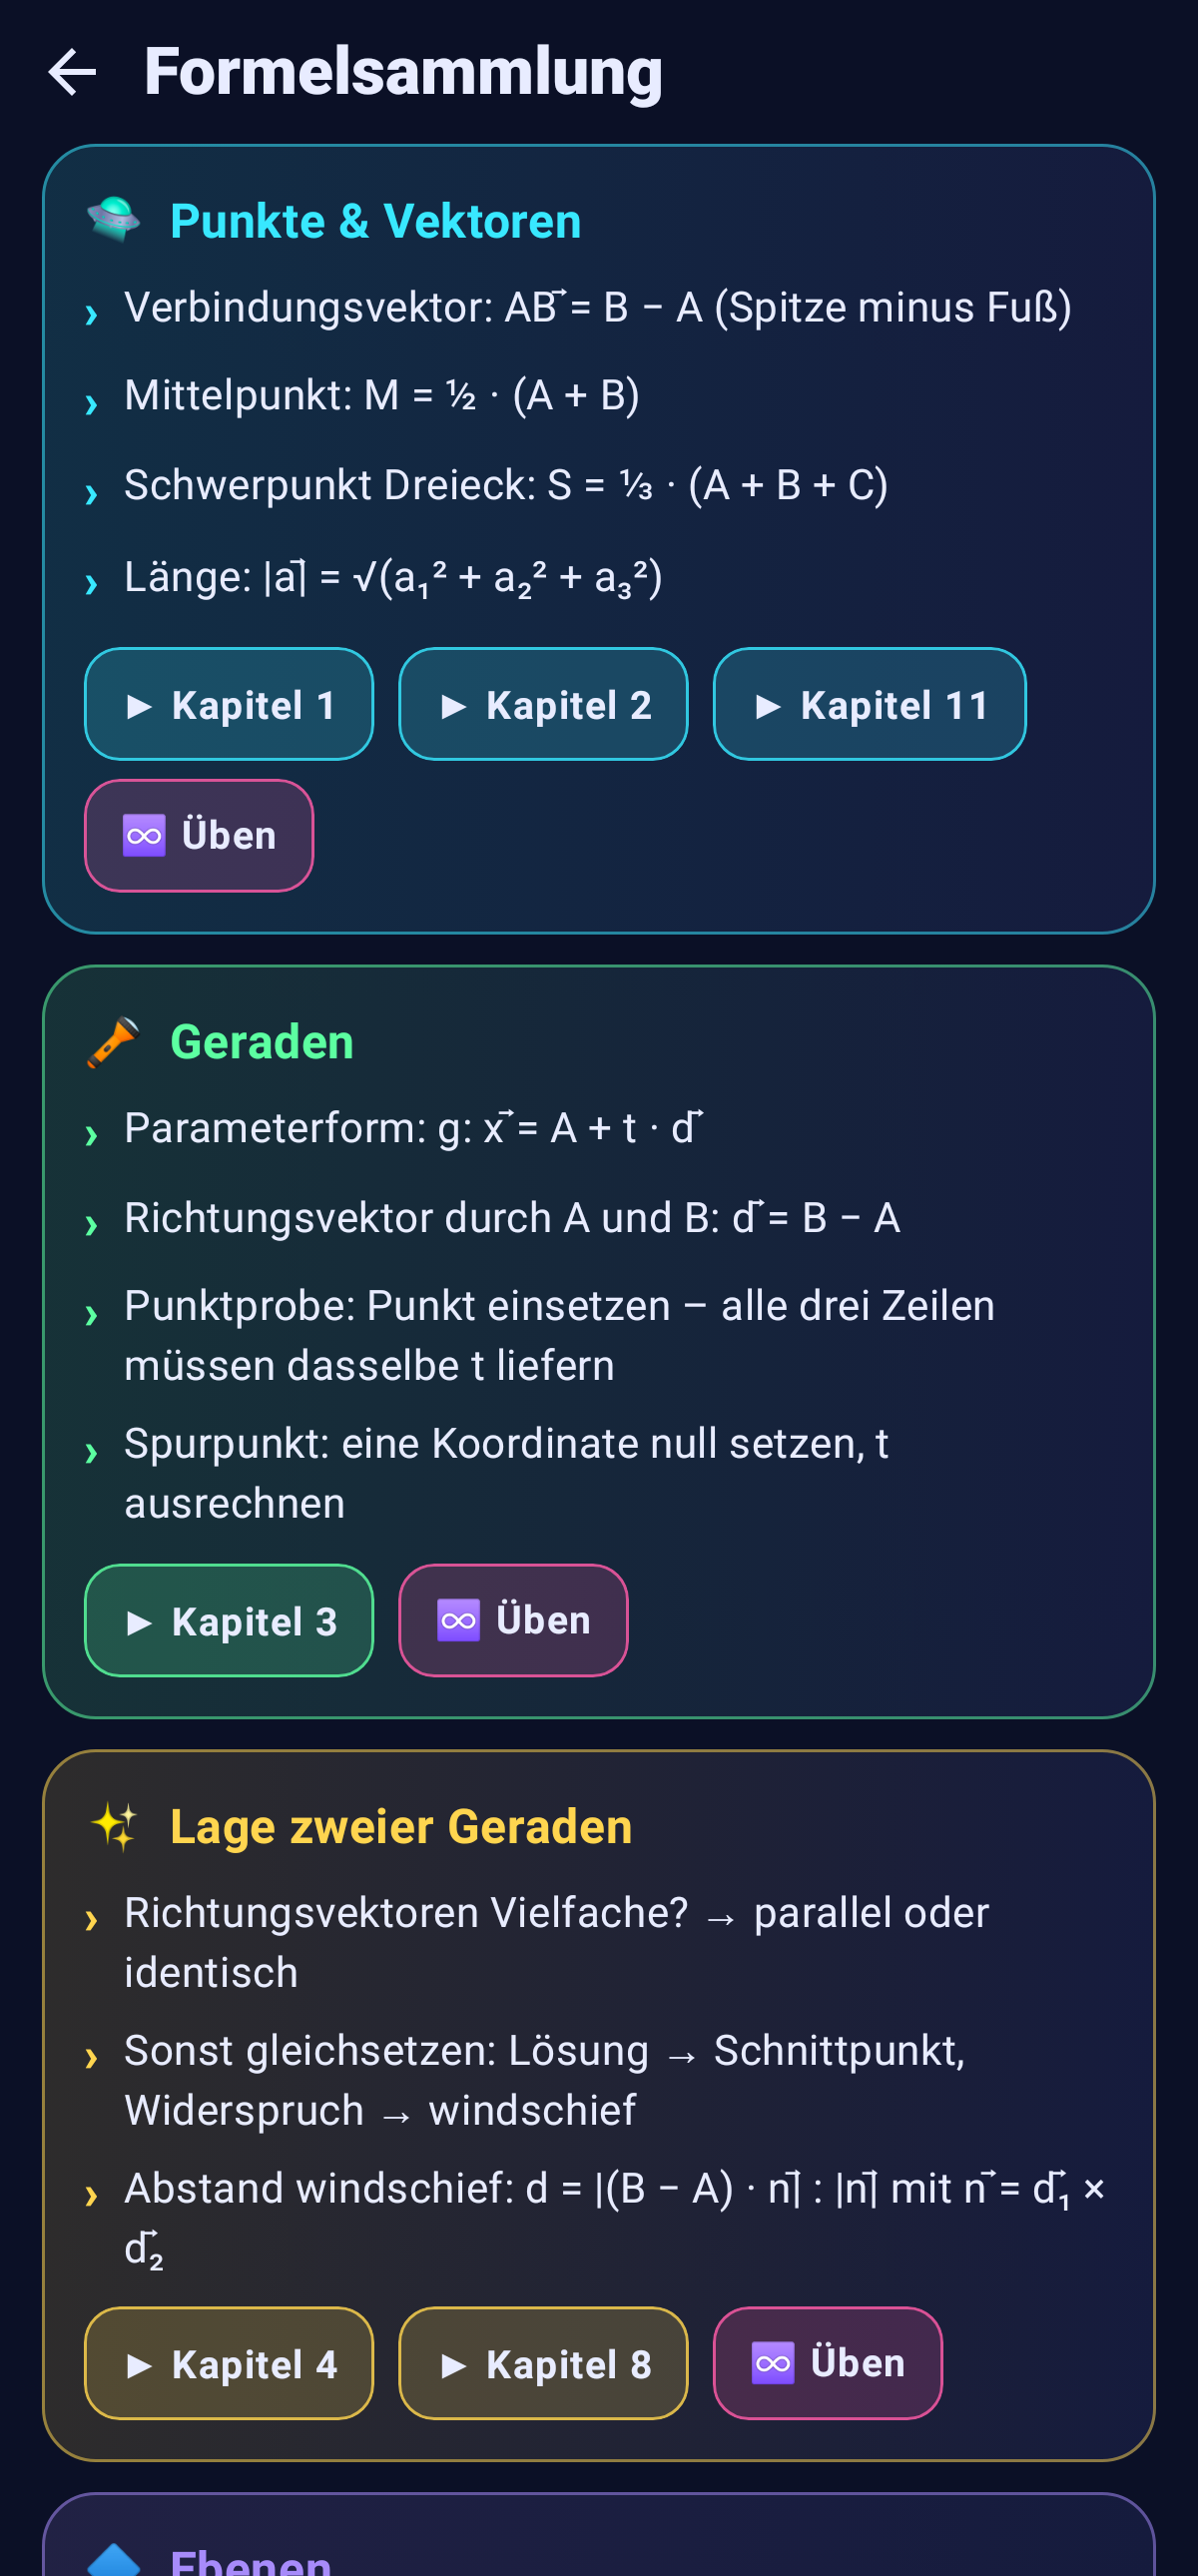 Formelsammlung
Punkte & Vektoren
› Verbindungsvektor: AB⃗ = B − A (Spitze minus Fuß)
› Mittelpunkt: M = ½ · (A + B)
› Schwerpunkt Dreieck: S = ⅓ · (A + B + C)
› Länge: |a⃗| = √(a₁² + a₂² + a₃²)
▶ Kapitel 1 ▶ Kapitel 2 ▶ Kapitel 11
♾️ Üben
Geraden
› Parameterform: g: x⃗ = A + t · d⃗
› Richtungsvektor durch A und B: d⃗ = B − A
› Punktprobe: Punkt einsetzen – alle drei Zeilen
müssen dasselbe t liefern
› Spurpunkt: eine Koordinate null setzen, t
ausrechnen
▶ Kapitel 3 ♾️ Üben
Lage zweier Geraden
› Richtungsvektoren Vielfache? → parallel oder
identisch
› Sonst gleichsetzen: Lösung → Schnittpunkt,
Widerspruch → windschief
› Abstand windschief: d = |(B − A) · n⃗| : |n⃗| mit n⃗ = d⃗₁ ×
d⃗₂
▶ Kapitel 4 ▶ Kapitel 8 ♾️ Üben
Ebenen